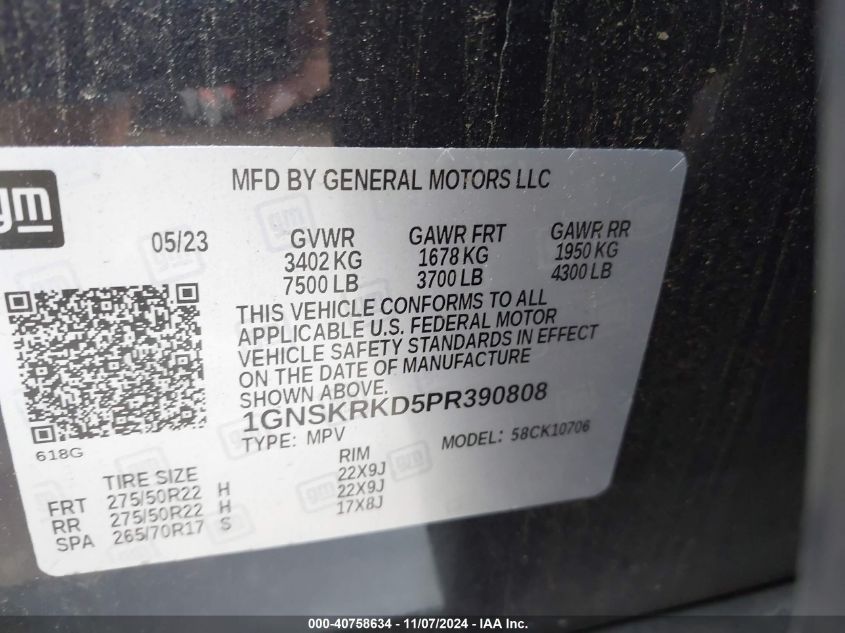 MFD BY GENERAL MOTORS LLC
gm
05/23 GVWR GAWR FRT GAWR RR
3402 KG 1678 KG 1950 KG
7500 LB 3700 LB 4300 LB
THIS VEHICLE CONFORMS TO ALL
APPLICABLE U.S. FEDERAL MOTOR
VEHICLE SAFETY STANDARDS IN EFFECT
ON THE DATE OF MANUFACTURE
SHOWN ABOVE.
1GNSKRKD5PR390808
618G
TYPE: MPV MODEL: 58CK10706
TIRE SIZE RIM
FRT 275/50R22 H 22X9J
RR 275/50R22 H 22X9J
SPA 265/70R17 S 17X8J
000-40758634 - 11/07/2024 - IAA Inc.